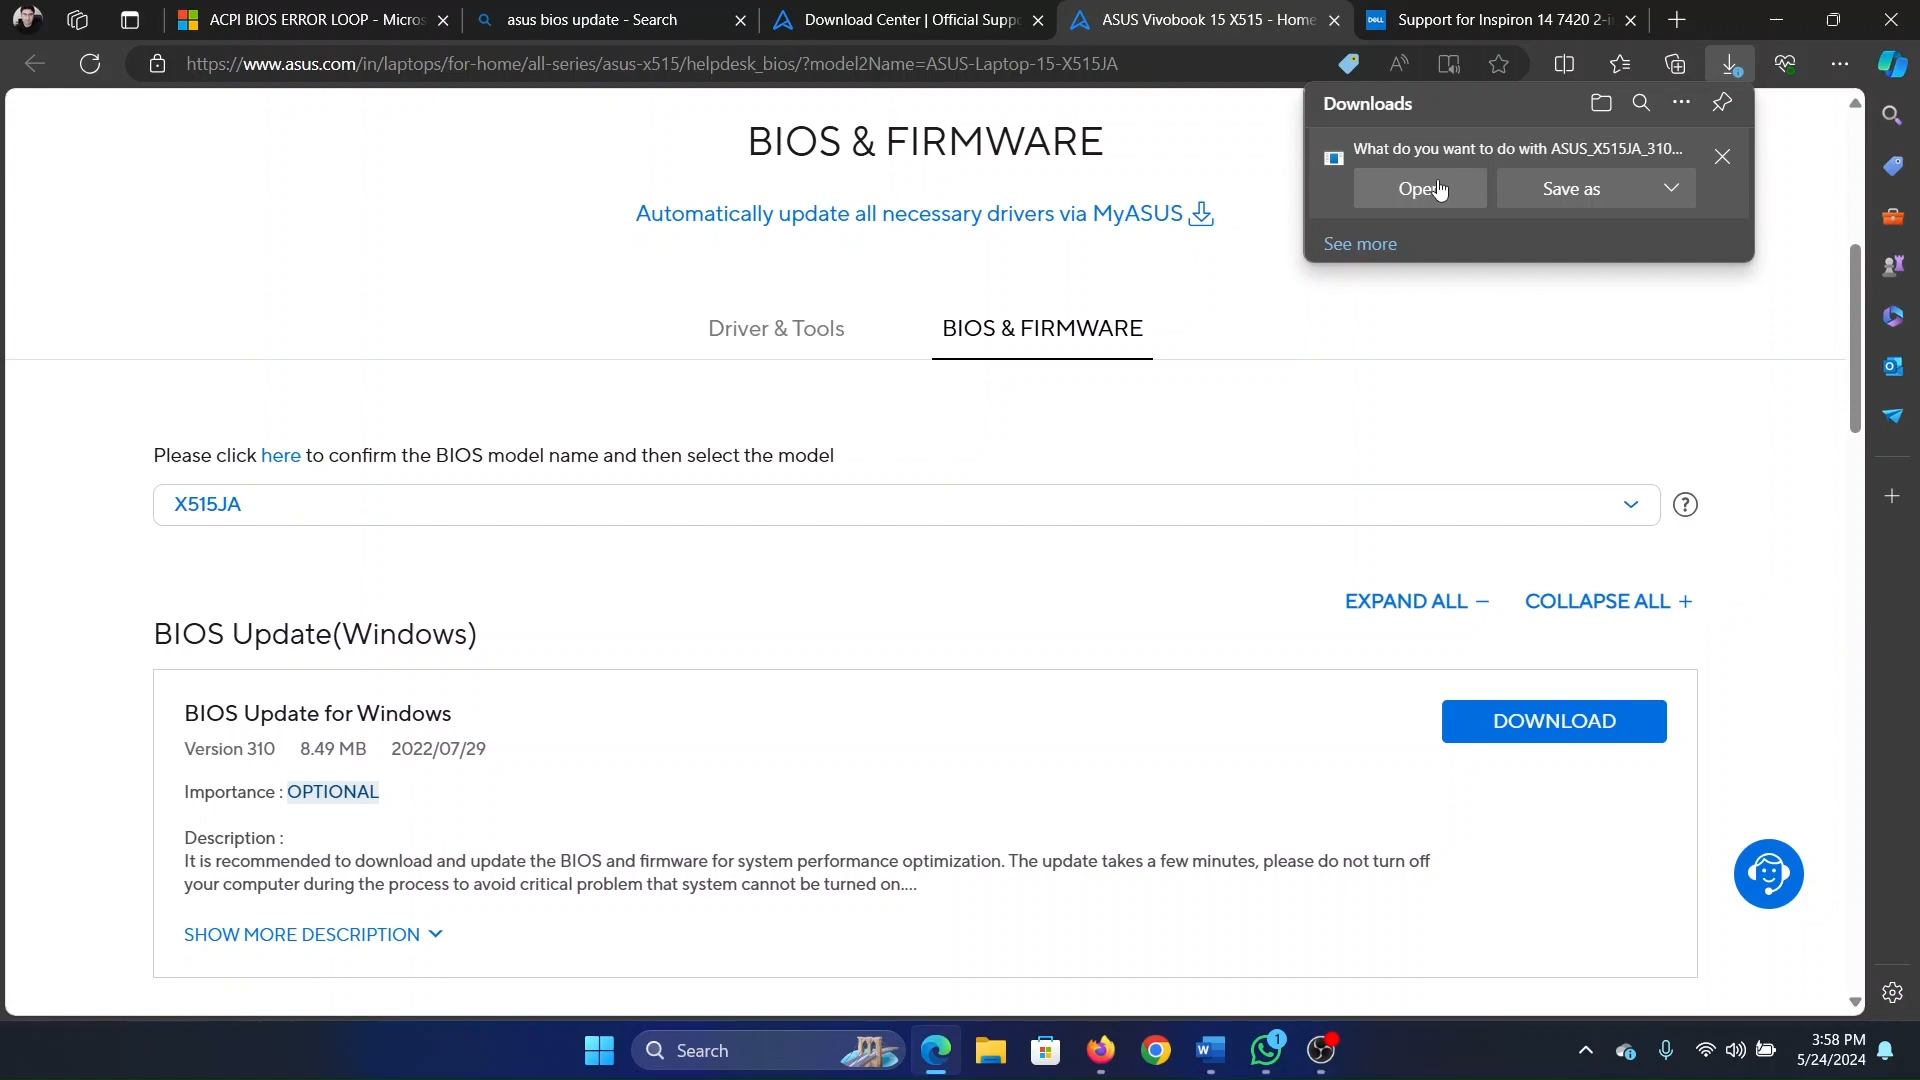 ACPI BIOS ERROR LOOP - Micros
asus bios update - Search
Download Center | Official Suppo
ASUS Vivobook 15 X515 - Home
DELL
Support for Inspiron 14 7420 2-i
https://www.asus.com/in/laptops/for-home/all-series/asus-x515/helpdesk_bios/?model2Name=ASUS-Laptop-15-X515JA
Downloads
What do you want to do with ASUS_X515JA_310...
Open
Save as
See more
BIOS & FIRMWARE
Automatically update all necessary drivers via MyASUS
Driver & Tools
BIOS & FIRMWARE
Please click here to confirm the BIOS model name and then select the model
X515JA
?
EXPAND ALL −
COLLAPSE ALL +
BIOS Update(Windows)
BIOS Update for Windows
DOWNLOAD
Version 310 8.49 MB 2022/07/29
Importance : OPTIONAL
Description :
It is recommended to download and update the BIOS and firmware for system performance optimization. The update takes a few minutes, please do not turn off
your computer during the process to avoid critical problem that system cannot be turned on....
SHOW MORE DESCRIPTION
Search
1
3:58 PM
5/24/2024